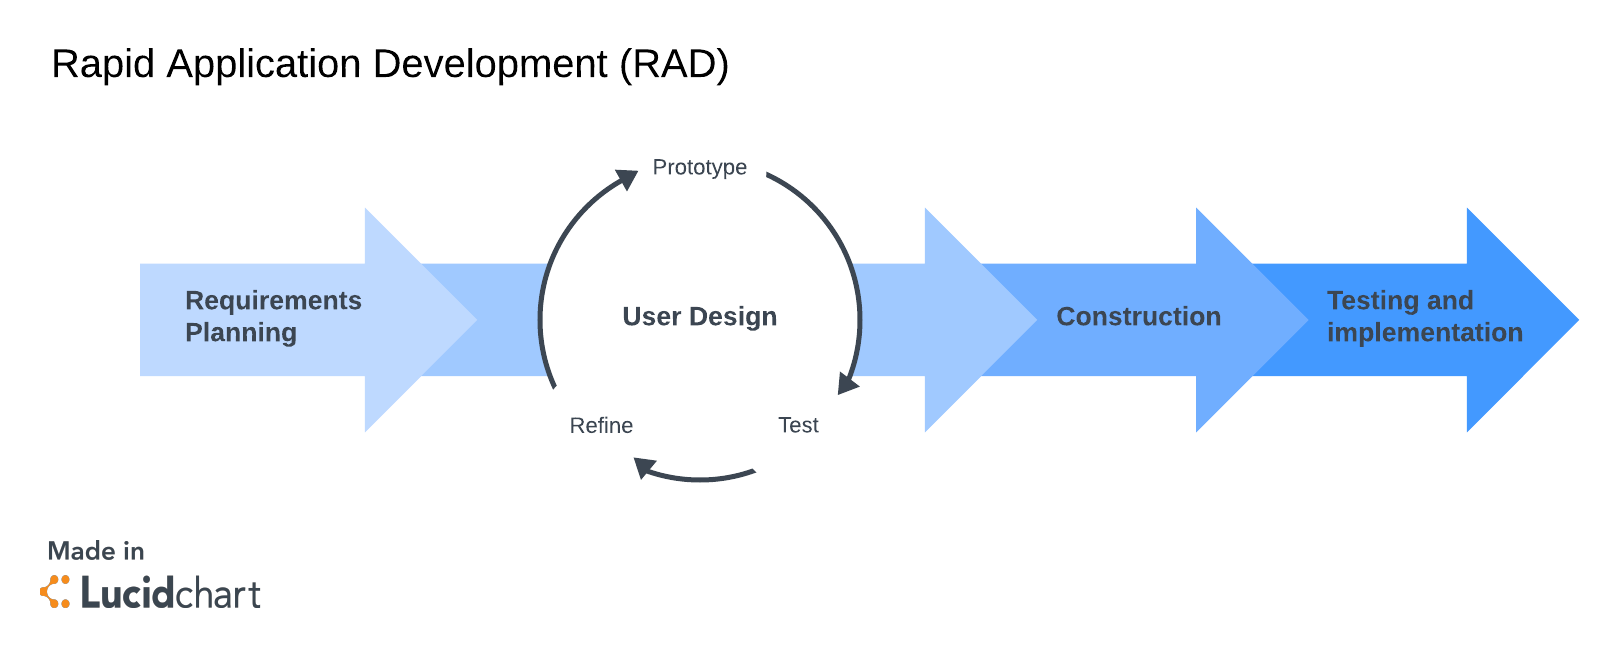 Rapid Application Development (RAD)
Prototype
Requirements
Planning
User Design
Construction
Testing and
implementation
Refine
Test
Made in
Lucidchart